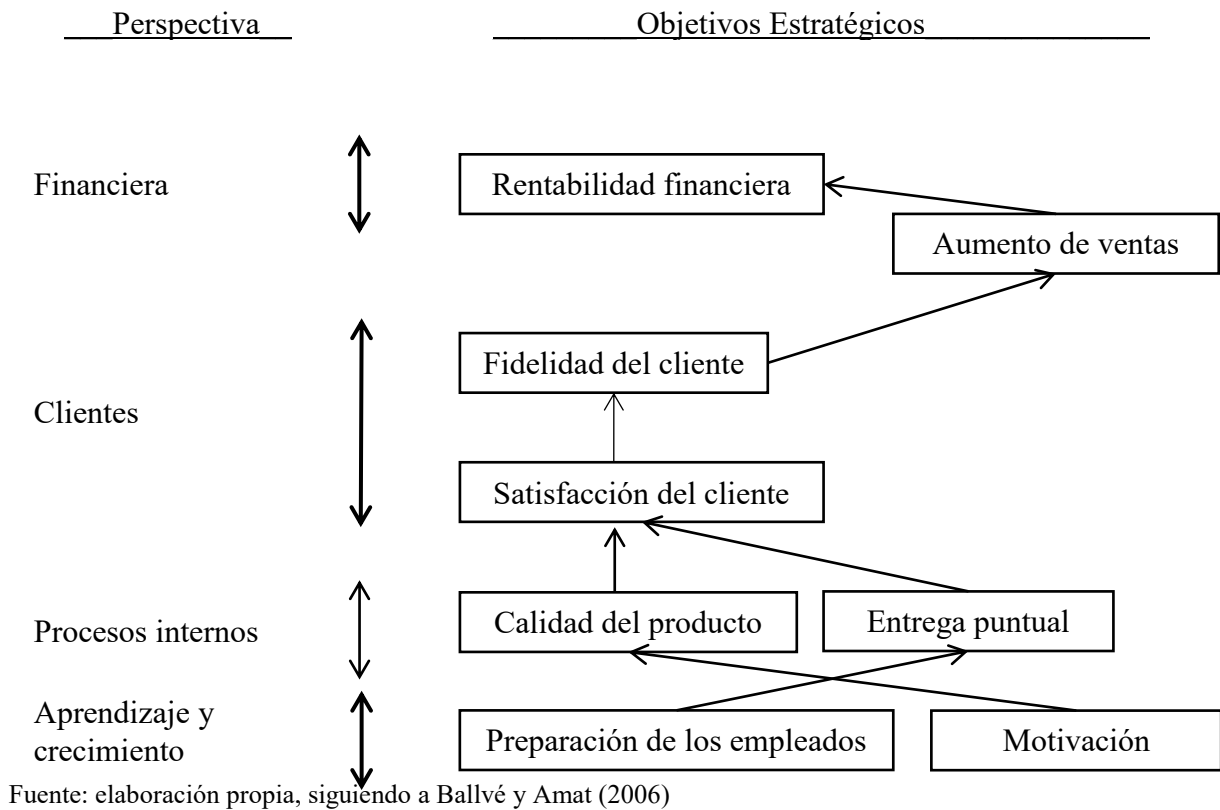 Perspectiva
Objetivos Estratégicos
Financiera
Rentabilidad financiera
Aumento de ventas
Fidelidad del cliente
Clientes
Satisfacción del cliente
Procesos internos
Calidad del producto
Entrega puntual
Aprendizaje y
crecimiento
Preparación de los empleados
Motivación
Fuente: elaboración propia, siguiendo a Ballvé y Amat (2006)